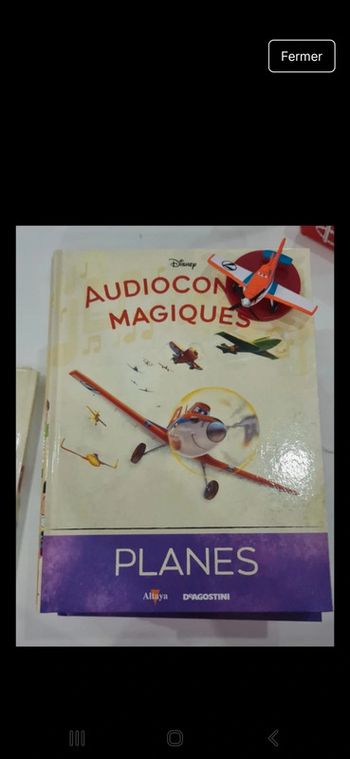 Fermer
Disney
AUDIOCON
MAGIQUES
PLANES
Altaya DeAGOSTINI